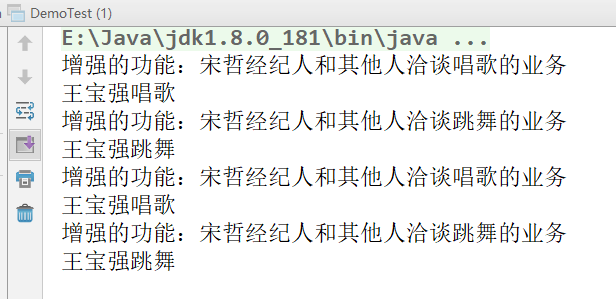 DemoTest (1)
E:\Java\jdk1.8.0_181\bin\java ...
增强的功能：宋哲经纪人和其他人洽谈唱歌的业务
王宝强唱歌
增强的功能：宋哲经纪人和其他人洽谈跳舞的业务
王宝强跳舞
增强的功能：宋哲经纪人和其他人洽谈唱歌的业务
王宝强唱歌
增强的功能：宋哲经纪人和其他人洽谈跳舞的业务
王宝强跳舞